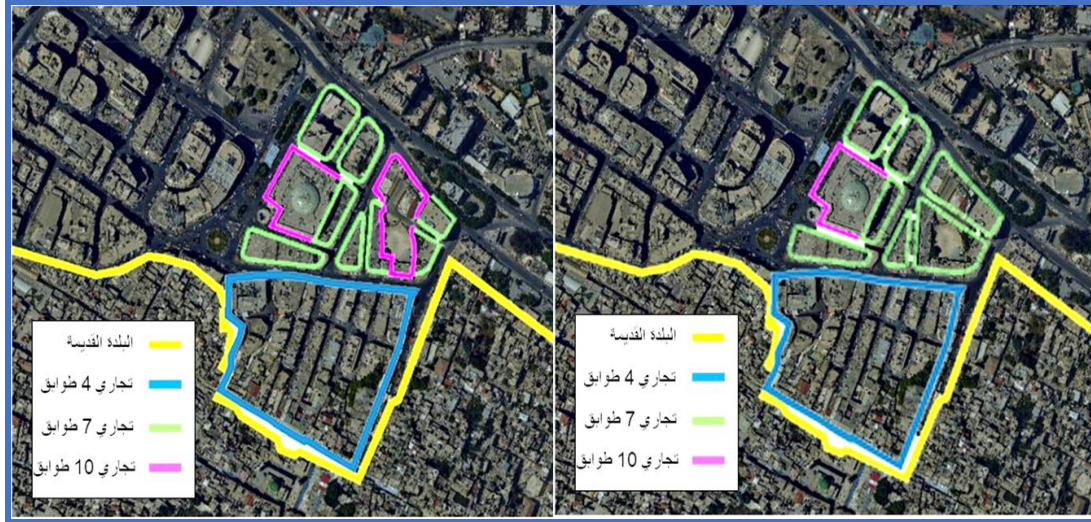 البلدة القديمة
تجاري 4 طوابق
تجاري 7 طوابق
تجاري 10 طوابق
البلدة القديمة
تجاري 4 طوابق
تجاري 7 طوابق
تجاري 10 طوابق